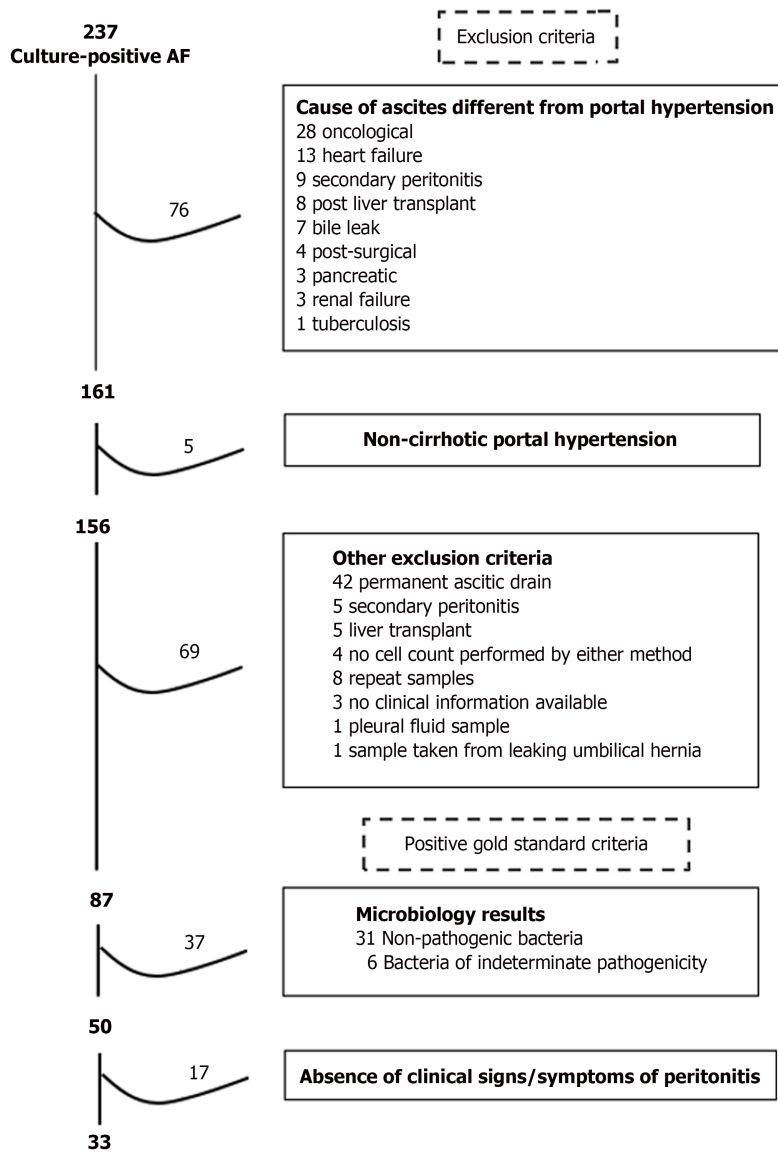 237
Culture-positive AF
Exclusion criteria
Cause of ascites different from portal hypertension
28 oncological
13 heart failure
9 secondary peritonitis
8 post liver transplant
7 bile leak
4 post-surgical
3 pancreatic
3 renal failure
1 tuberculosis
76
161
5
Non-cirrhotic portal hypertension
156
Other exclusion criteria
42 permanent ascitic drain
5 secondary peritonitis
5 liver transplant
4 no cell count performed by either method
8 repeat samples
3 no clinical information available
1 pleural fluid sample
1 sample taken from leaking umbilical hernia
69
Positive gold standard criteria
87
37
Microbiology results
31 Non-pathogenic bacteria
6 Bacteria of indeterminate pathogenicity
50
17
Absence of clinical signs/symptoms of peritonitis
33